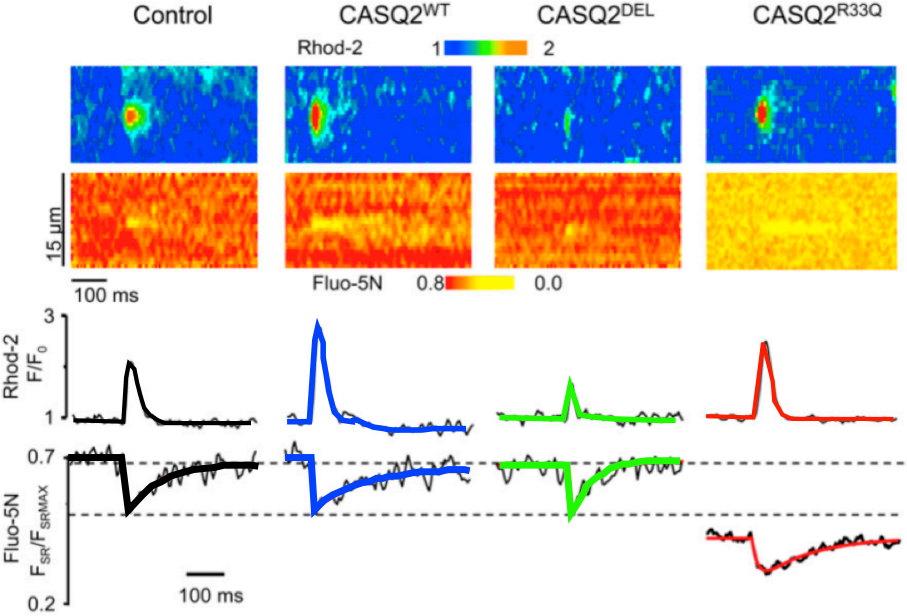 Control CASQ2WT CASQ2DEL CASQ2R33Q
Rhod-2 1 2
15 µm
100 ms
Fluo-5N 0.8 0.0
3
Rhod-2
F/F0
1
0.7
Fluo-5N
FSR/FSRMAX
0.2
100 ms